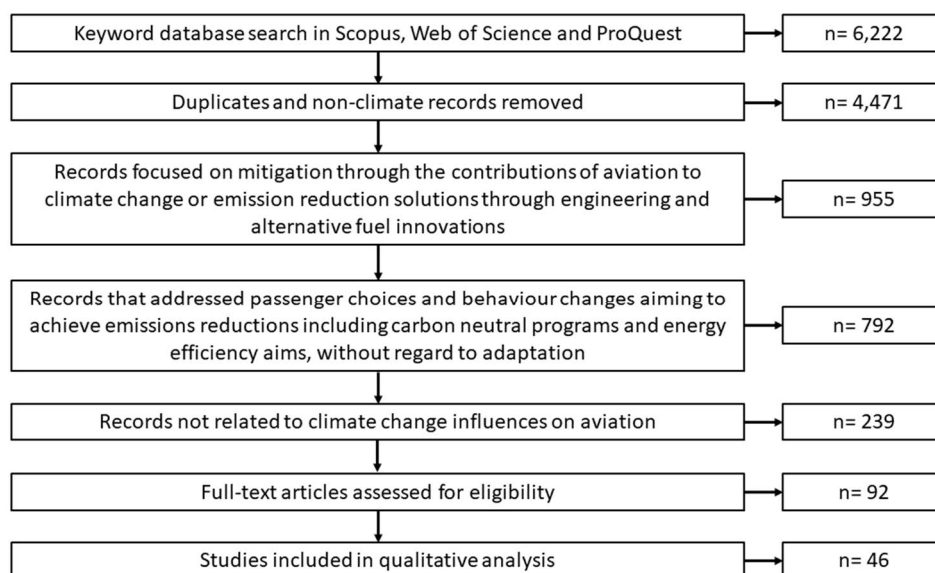 Keyword database search in Scopus, Web of Science and ProQuest
n= 6,222
Duplicates and non-climate records removed
n= 4,471
Records focused on mitigation through the contributions of aviation to
climate change or emission reduction solutions through engineering and
alternative fuel innovations
n= 955
Records that addressed passenger choices and behaviour changes aiming to
achieve emissions reductions including carbon neutral programs and energy
efficiency aims, without regard to adaptation
n= 792
Records not related to climate change influences on aviation
n= 239
Full-text articles assessed for eligibility
n= 92
Studies included in qualitative analysis
n= 46